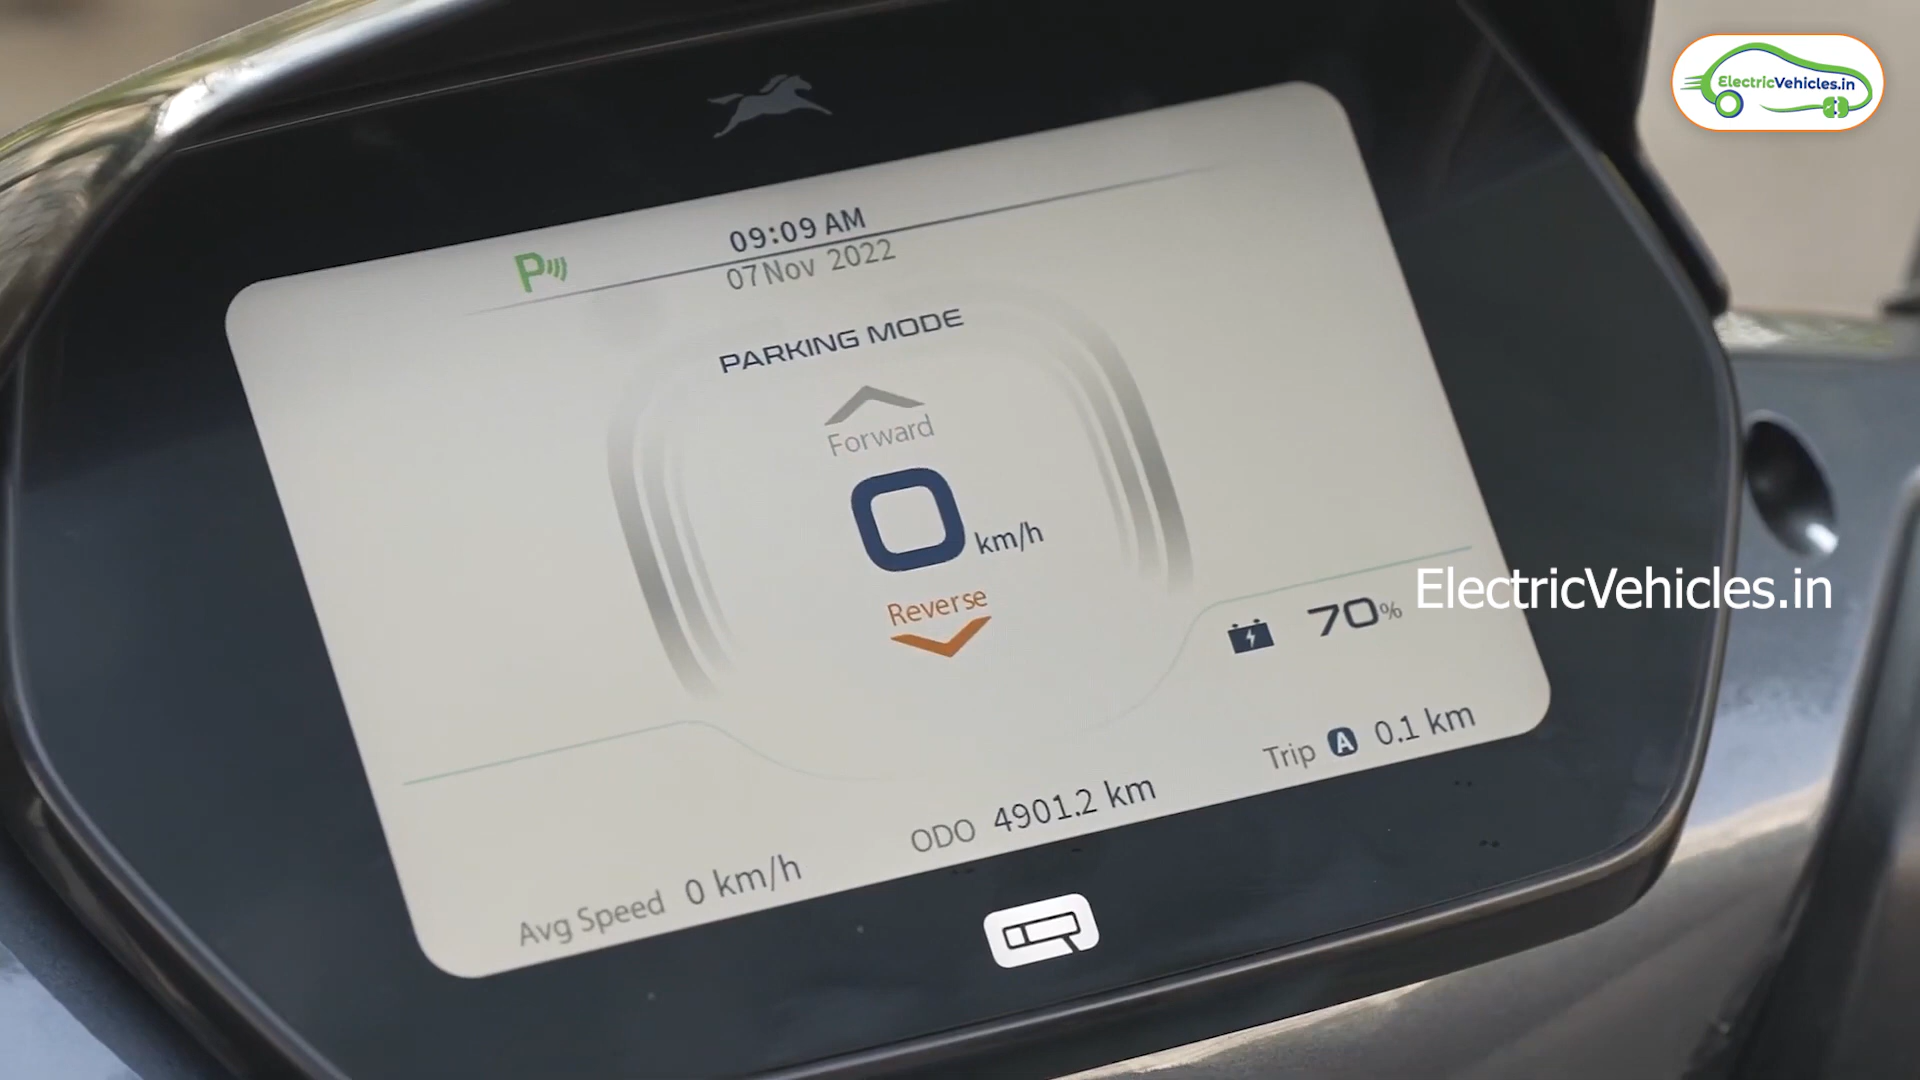 ElectricVehicles.in
09:09 AM
P
07 Nov 2022
PARKING MODE
Forward
0 km/h
Reverse
70%
ElectricVehicles.in
Trip A 0.1 km
ODO 4901.2 km
Avg Speed 0 km/h